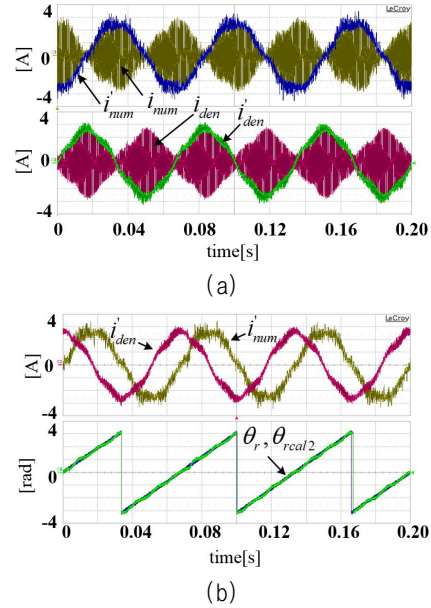 LeCroy
4
[A]
0
-4
i'num
inum
iden
i'den
4
[A]
0
-4
0
0.04
0.08
0.12
0.16
0.20
time[s]
(a)
LeCroy
4
[A]
0
-4
i'den
i'num
4
[rad]
0
-4
θr, θrcal2
0
0.04
0.08
0.12
0.16
0.20
time[s]
(b)